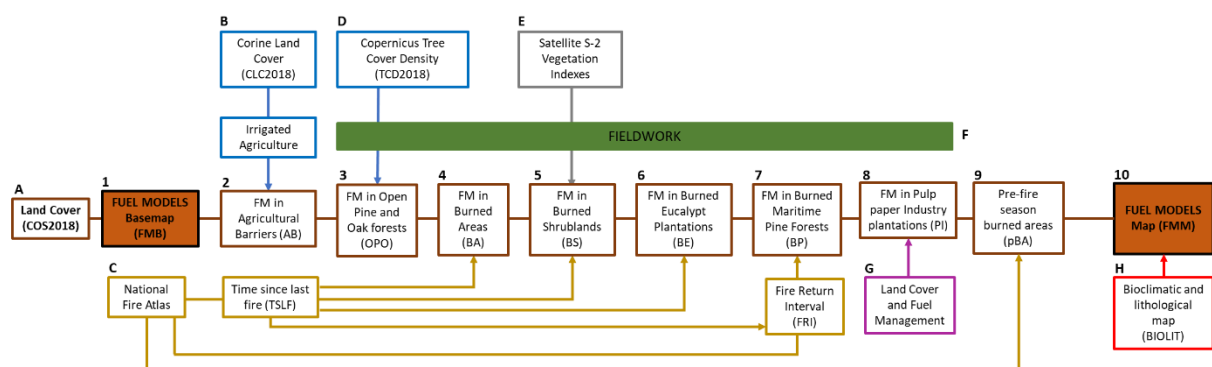 B
D
E
Corine Land
Cover
(CLC2018)
Copernicus Tree
Cover Density
(TCD2018)
Satellite S-2
Vegetation
Indexes
Irrigated
Agriculture
FIELDWORK
F
A
Land Cover
(COS2018)
1
FUEL MODELS
Basemap
(FMB)
2
FM in
Agricultural
Barriers (AB)
3
FM in Open
Pine and
Oak forests
(OPO)
4
FM in
Burned
Areas (BA)
5
FM in
Burned
Shrublands
(BS)
6
FM in Burned
Eucalypt
Plantations
(BE)
7
FM in Burned
Maritime
Pine Forests
(BP)
8
FM in Pulp
paper Industry
plantations (PI)
9
Pre-fire
season
burned areas
(pBA)
10
FUEL MODELS
Map (FMM)
C
National
Fire Atlas
Time since last
fire (TSLF)
Fire Return
Interval
(FRI)
G
Land Cover
and Fuel
Management
H
Bioclimatic and
lithological
map
(BIOLIT)